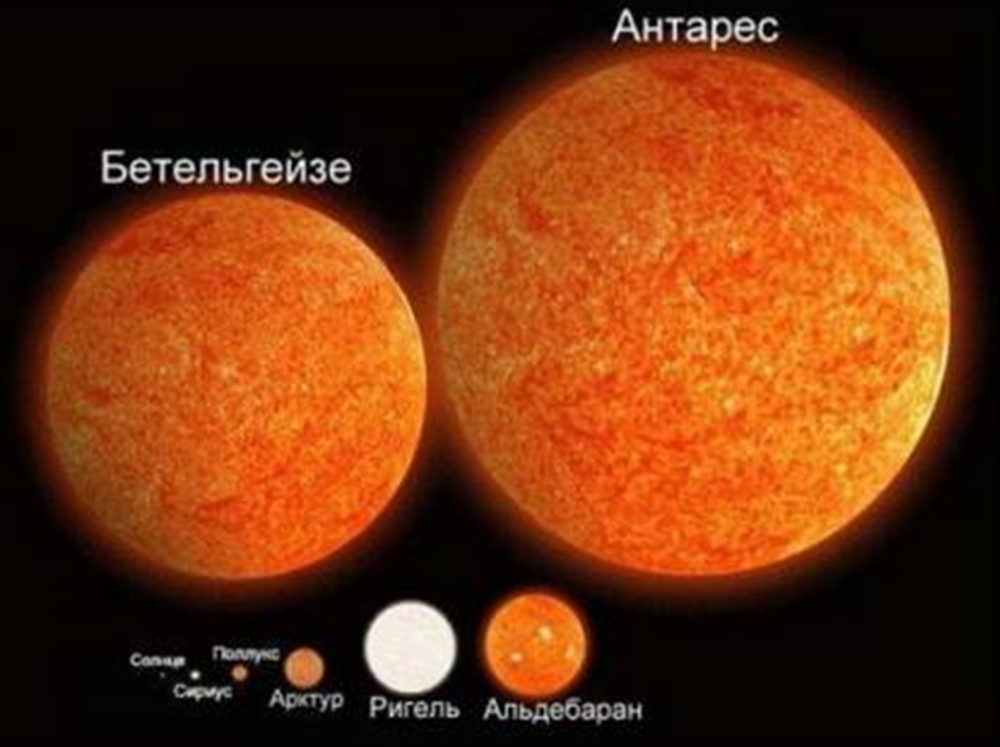 Антарес
Бетельгейзе
Солнце
Поллукс
Сириус
Арктур
Ригель
Альдебаран